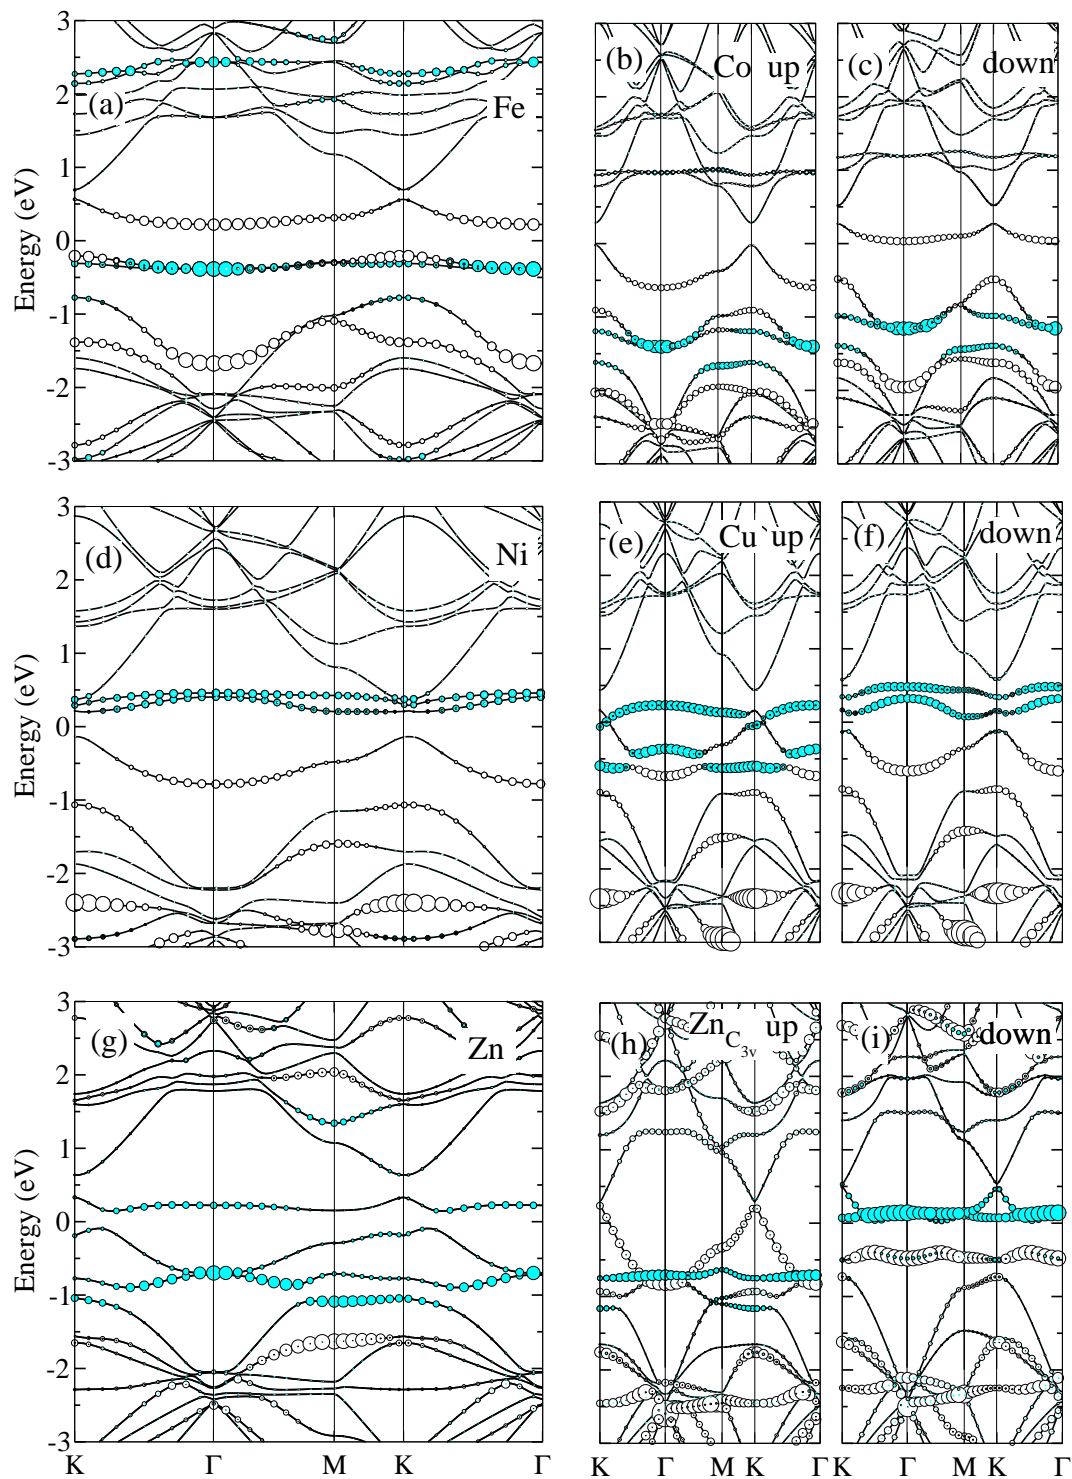 3
2
1
0
-1
-2
-3
Energy (eV)
(a)
Fe
(b)
Co up
(c)
down
3
2
1
0
-1
-2
-3
Energy (eV)
(d)
Ni
(e)
Cu up
(f)
down
3
2
1
0
-1
-2
-3
Energy (eV)
(g)
Zn
(h)
Zn C3v up
(i)
down
K Γ M K Γ
K Γ M K Γ
K Γ M K Γ